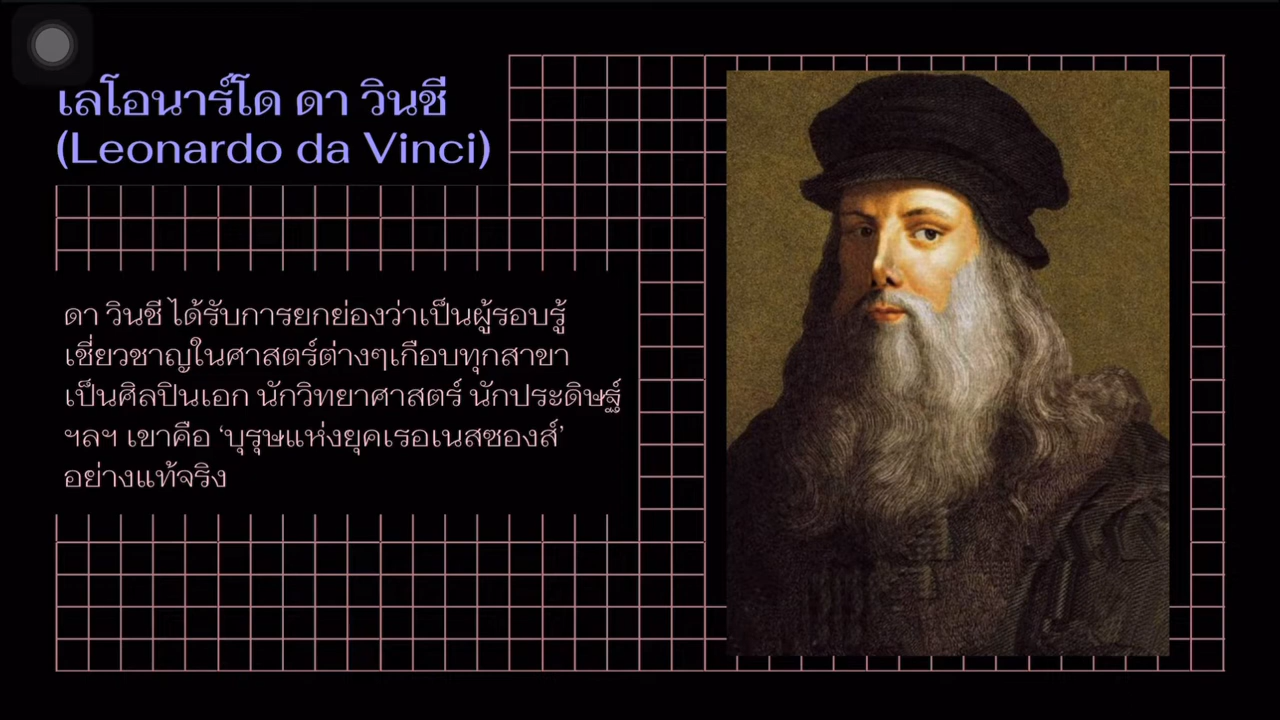 เลโอนาร์โด ดา วินชี
(Leonardo da Vinci)
ดา วินชี ได้รับการยกย่องว่าเป็นผู้รอบรู้
เชี่ยวชาญในศาสตร์ต่างๆเกือบทุกสาขา
เป็นศิลปินเอก นักวิทยาศาสตร์ นักประดิษฐ์
ฯลฯ เขาคือ ‘บุรุษแห่งยุคเรอเนสซองส์’
อย่างแท้จริง